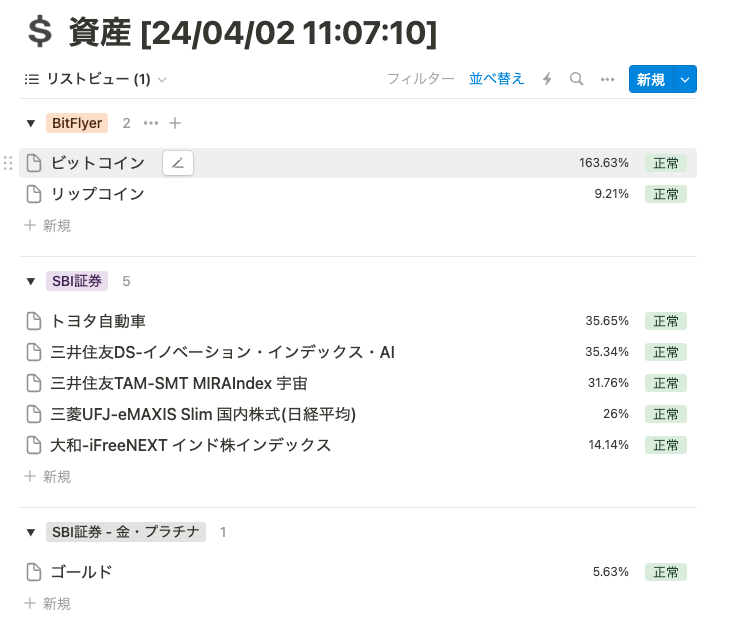 資産 [24/04/02 11:07:10]
リストビュー (1) フィルター 並べ替え 新規
BitFlyer 2
ビットコイン 163.63% 正常
リップコイン 9.21% 正常
+ 新規
SBI証券 5
トヨタ自動車 35.65% 正常
三井住友DS-イノベーション・インデックス・AI 35.34% 正常
三井住友TAM-SMT MIRAIndex 宇宙 31.76% 正常
三菱UFJ-eMAXIS Slim 国内株式(日経平均) 26% 正常
大和-iFreeNEXT インド株インデックス 14.14% 正常
+ 新規
SBI証券 - 金・プラチナ 1
ゴールド 5.63% 正常
+ 新規